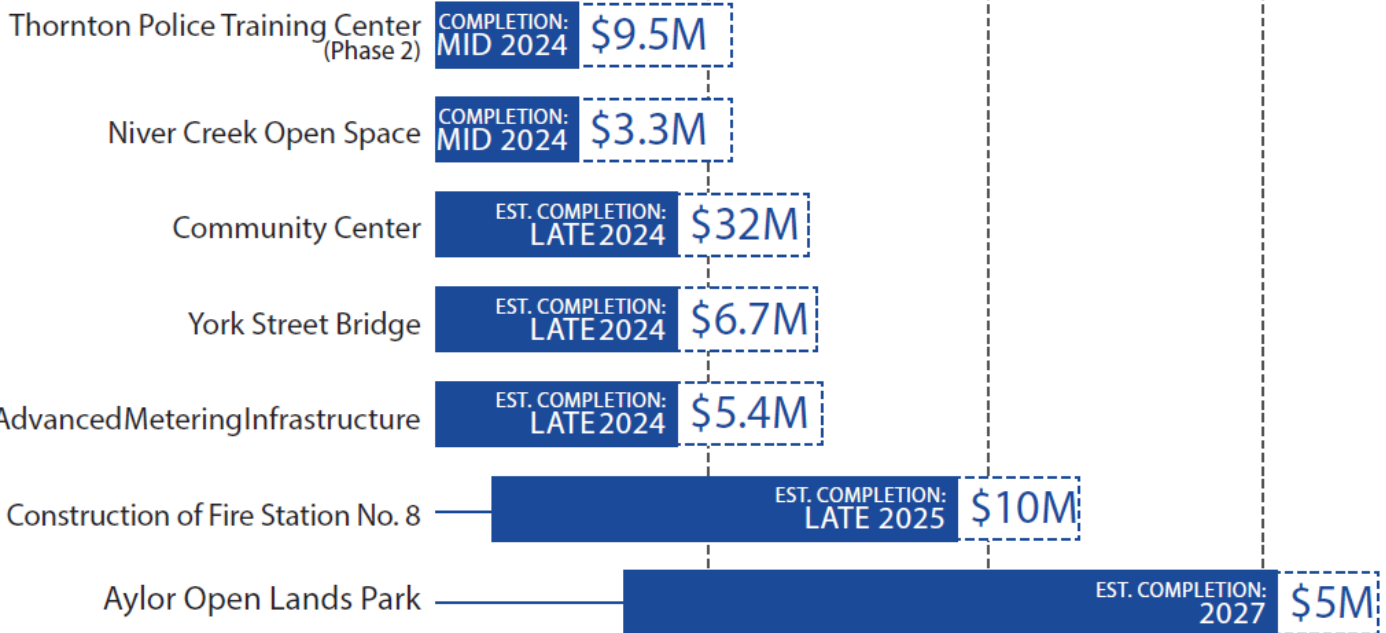 Thornton Police Training Center
(Phase 2)
COMPLETION:
MID 2024
$9.5M
Niver Creek Open Space
COMPLETION:
MID 2024
$3.3M
Community Center
EST. COMPLETION:
LATE 2024
$32M
York Street Bridge
EST. COMPLETION:
LATE 2024
$6.7M
Advanced Metering Infrastructure
EST. COMPLETION:
LATE 2024
$5.4M
Construction of Fire Station No. 8
EST. COMPLETION:
LATE 2025
$10M
Aylor Open Lands Park
EST. COMPLETION:
2027
$5M